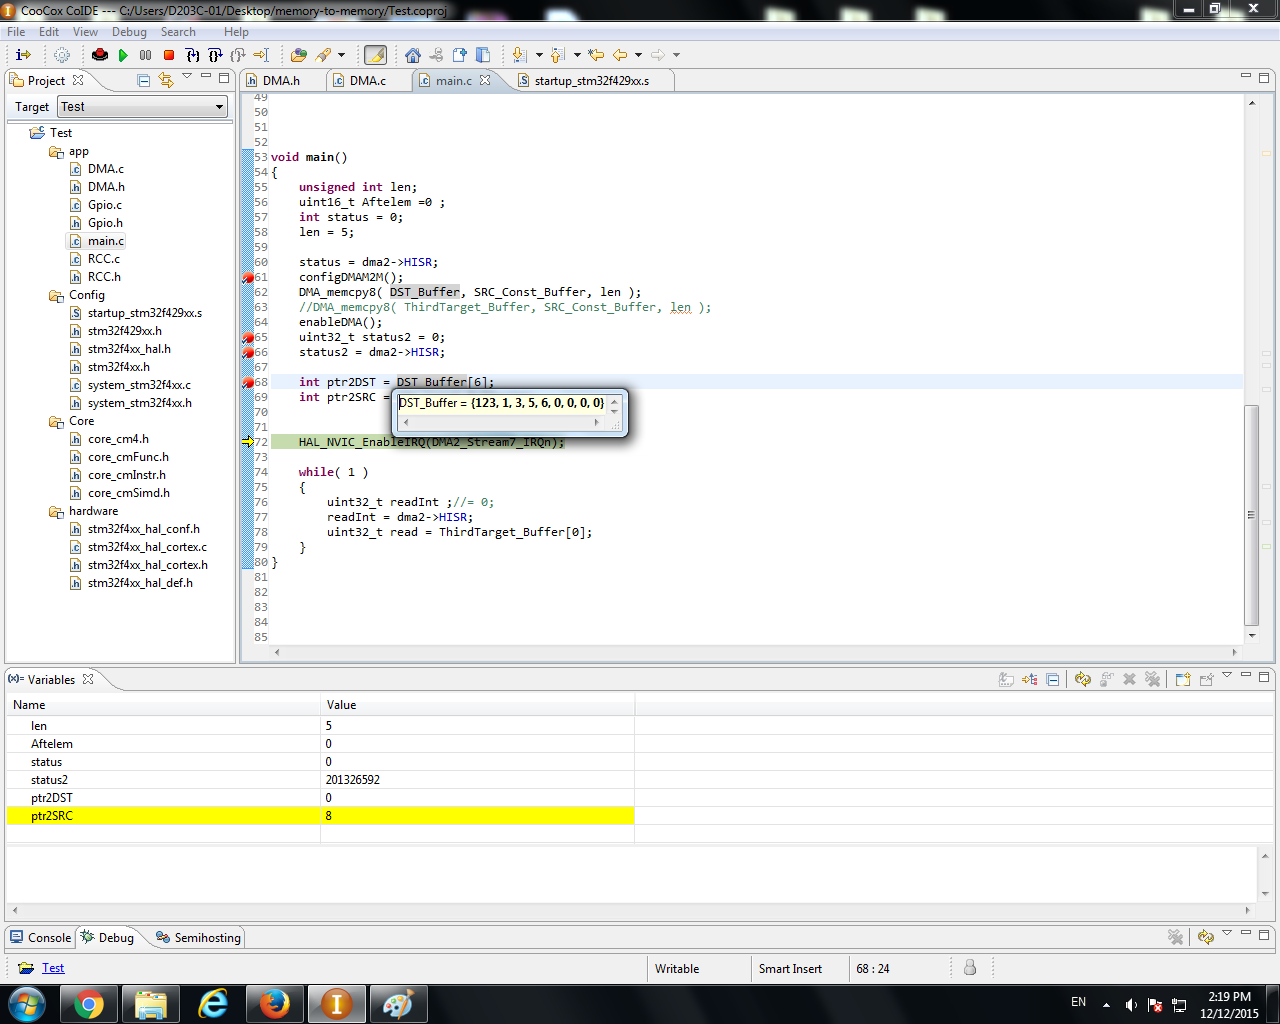 CooCox CoIDE --- C:/Users/D203C-01/Desktop/memory-to-memory/Test.coproj
File Edit View Debug Search Help
Project
Target Test
Test
app
DMA.c
DMA.h
Gpio.c
Gpio.h
main.c
RCC.c
RCC.h
Config
startup_stm32f429xx.s
stm32f429xx.h
stm32f4xx_hal.h
stm32f4xx.h
system_stm32f4xx.c
system_stm32f4xx.h
Core
core_cm4.h
core_cmFunc.h
core_cmInstr.h
core_cmSimd.h
hardware
stm32f4xx_hal_conf.h
stm32f4xx_hal_cortex.c
stm32f4xx_hal_cortex.h
stm32f4xx_hal_def.h
DMA.h DMA.c main.c startup_stm32f429xx.s
49
50
51
52
53 void main()
54 {
55 unsigned int len;
56 uint16_t Aftelem =0 ;
57 int status = 0;
58 len = 5;
59
60 status = dma2->HISR;
61 configDMAM2M();
62 DMA_memcpy8( DST_Buffer, SRC_Const_Buffer, len );
63 //DMA_memcpy8( ThirdTarget_Buffer, SRC_Const_Buffer, len );
64 enableDMA();
65 uint32_t status2 = 0;
66 status2 = dma2->HISR;
67
68 int ptr2DST = DST_Buffer[6];
69 int ptr2SRC =
DST_Buffer = {123, 1, 3, 5, 6, 0, 0, 0, 0}
70
71
72 HAL_NVIC_EnableIRQ(DMA2_Stream7_IRQn);
73
74 while( 1 )
75 {
76 uint32_t readInt ;//= 0;
77 readInt = dma2->HISR;
78 uint32_t read = ThirdTarget_Buffer[0];
79 }
80 }
81
82
83
84
85
(x)= Variables
Name Value
len 5
Aftelem 0
status 0
status2 201326592
ptr2DST 0
ptr2SRC 8
Console Debug Semihosting
Test Writable Smart Insert 68 : 24
EN 2:19 PM
12/12/2015